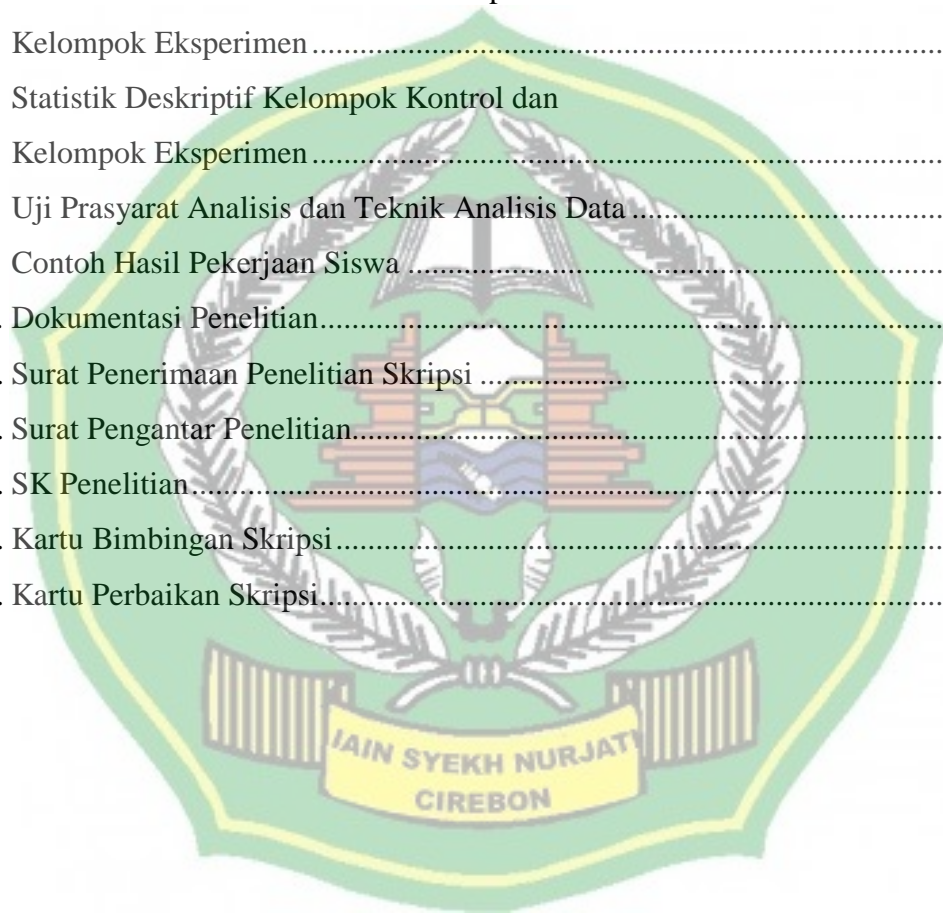 Kelompok Eksperimen ................................................................
Statistik Deskriptif Kelompok Kontrol dan
Kelompok Eksperimen ................................................................
Uji Prasyarat Analisis dan Teknik Analisis Data ................................
Contoh Hasil Pekerjaan Siswa ................................................................
. Dokumentasi Penelitian................................................................
. Surat Penerimaan Penelitian Skripsi ................................................
. Surat Pengantar Penelitian................................................................
. SK Penelitian................................................................
. Kartu Bimbingan Skripsi................................................................
. Kartu Perbaikan Skripsi................................................................
IAIN SYEKH NURJATI
CIREBON